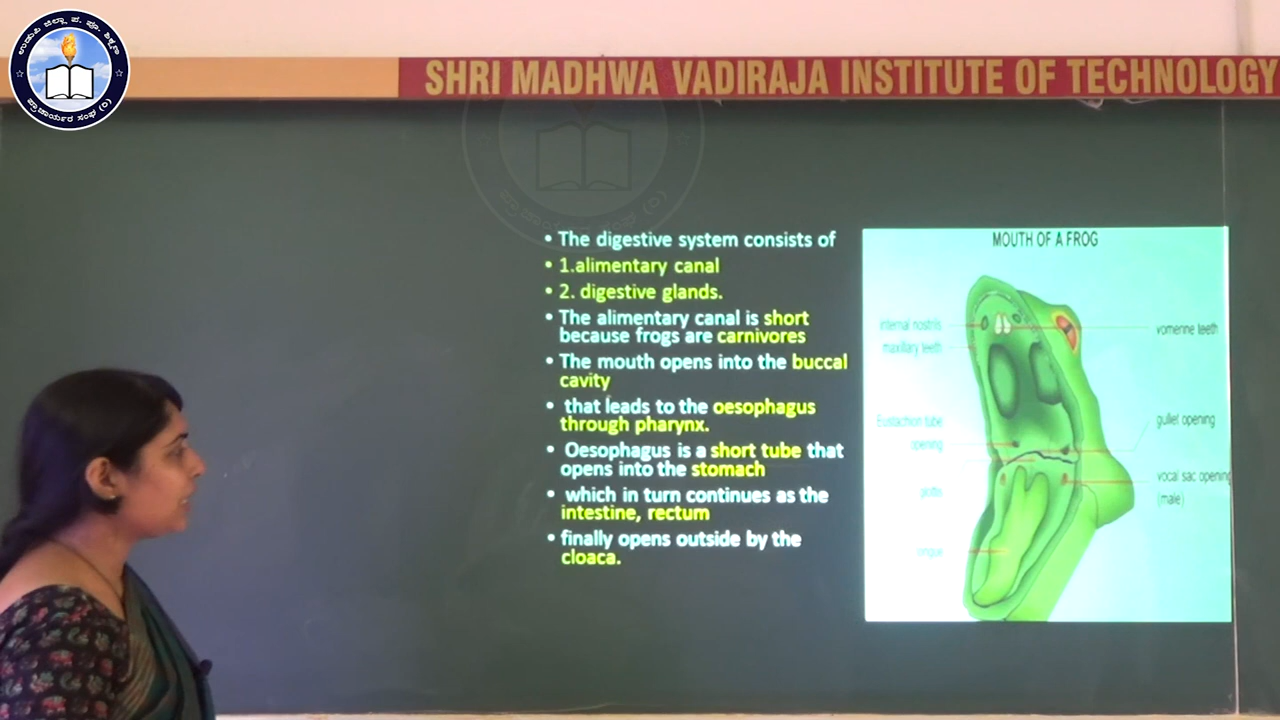 ಉಡುಪಿ ಜಿಲ್ಲಾ ಪ. ಪೂ. ಶಿಕ್ಷಣ
ಪ್ರಾಚಾರ್ಯರ ಸಂಘ (ರಿ)
SHRI MADHWA VADIRAJA INSTITUTE OF TECHNOLOGY
• The digestive system consists of
• 1.alimentary canal
• 2. digestive glands.
• The alimentary canal is short
because frogs are carnivores
• The mouth opens into the buccal
cavity
• that leads to the oesophagus
through pharynx.
• Oesophagus is a short tube that
opens into the stomach
• which in turn continues as the
intestine, rectum
• finally opens outside by the
cloaca.
MOUTH OF A FROG
internal nostrils
maxillary teeth
vomerine teeth
Eustachion tube
opening
gullet opening
vocal sac opening
(male)